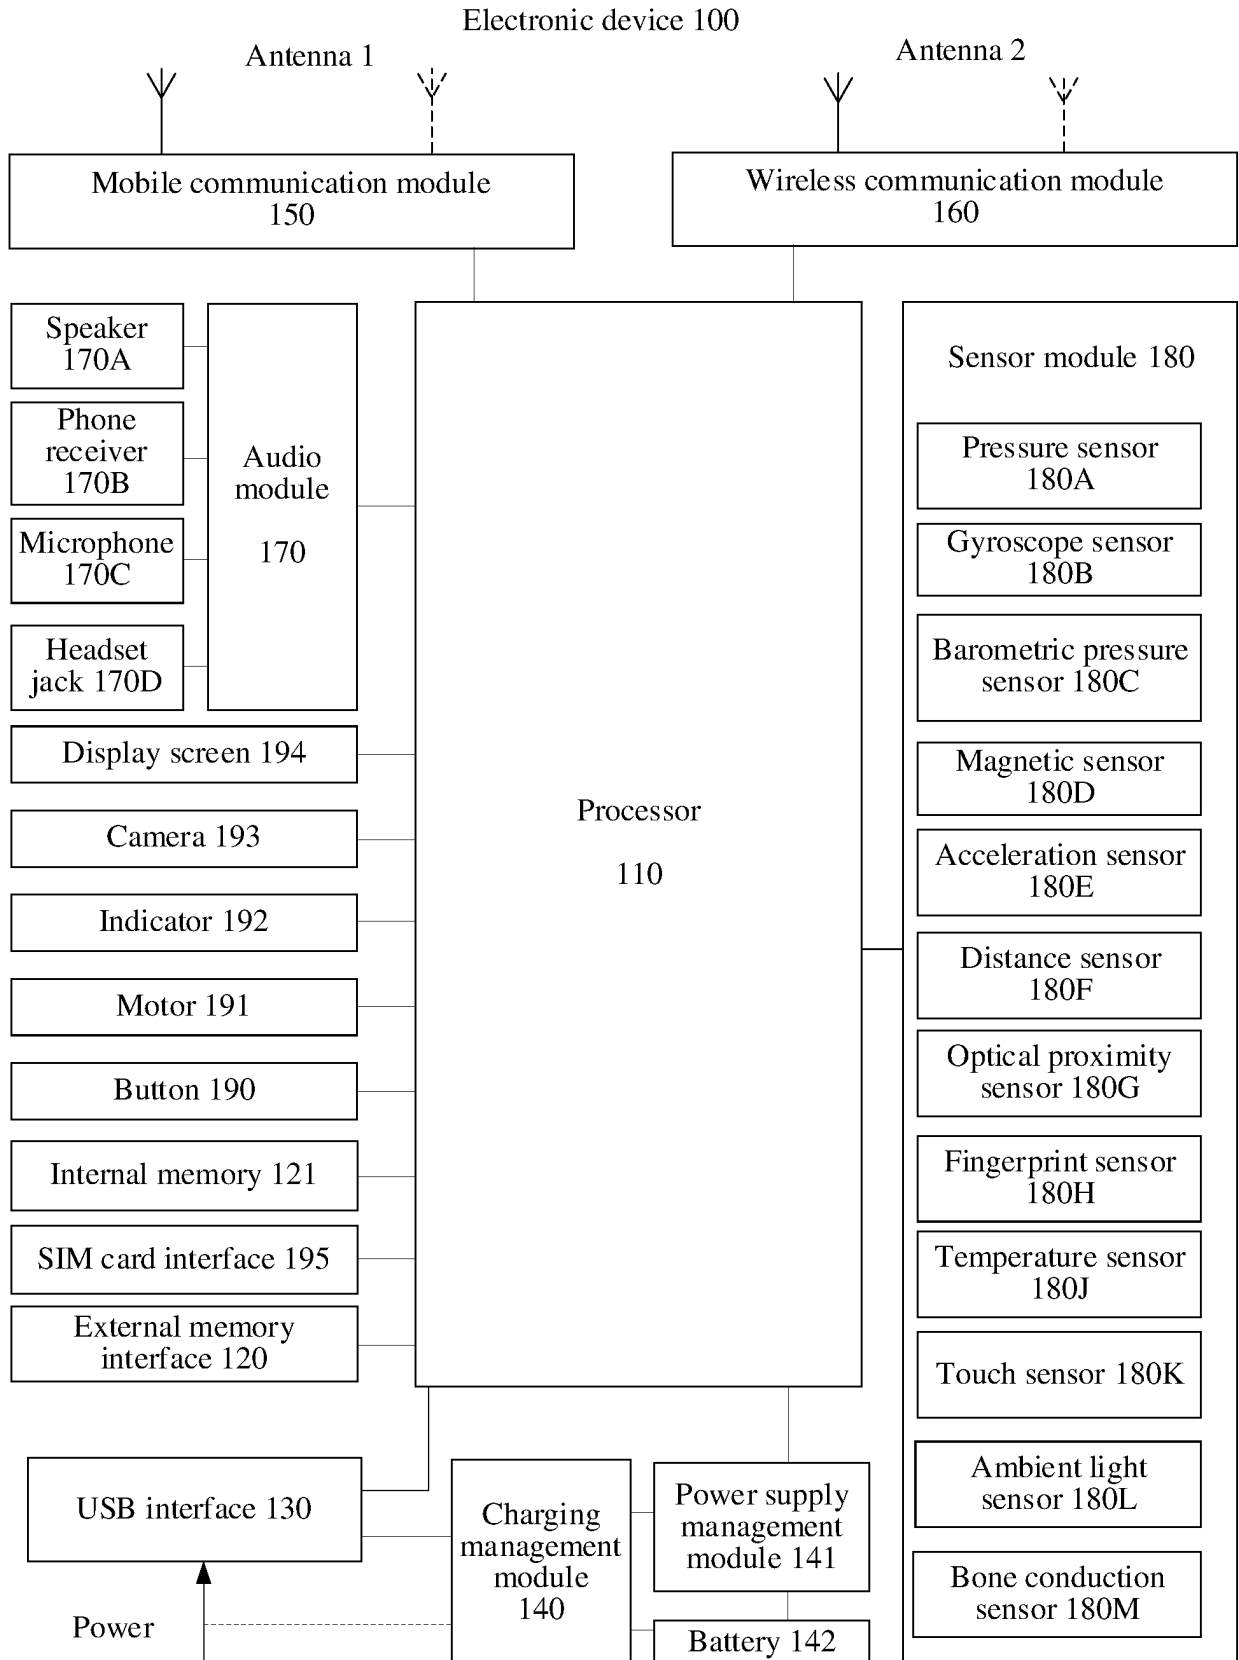 Electronic device 100
Antenna 1
Antenna 2
Mobile communication module
150
Wireless communication module
160
Speaker
170A
Phone
receiver
170B
Microphone
170C
Headset
jack 170D
Audio
module
170
Display screen 194
Camera 193
Indicator 192
Motor 191
Button 190
Internal memory 121
SIM card interface 195
External memory
interface 120
Processor
110
Sensor module 180
Pressure sensor
180A
Gyroscope sensor
180B
Barometric pressure
sensor 180C
Magnetic sensor
180D
Acceleration sensor
180E
Distance sensor
180F
Optical proximity
sensor 180G
Fingerprint sensor
180H
Temperature sensor
180J
Touch sensor 180K
Ambient light
sensor 180L
Bone conduction
sensor 180M
USB interface 130
Charging
management
module
140
Power supply
management
module 141
Battery 142
Power